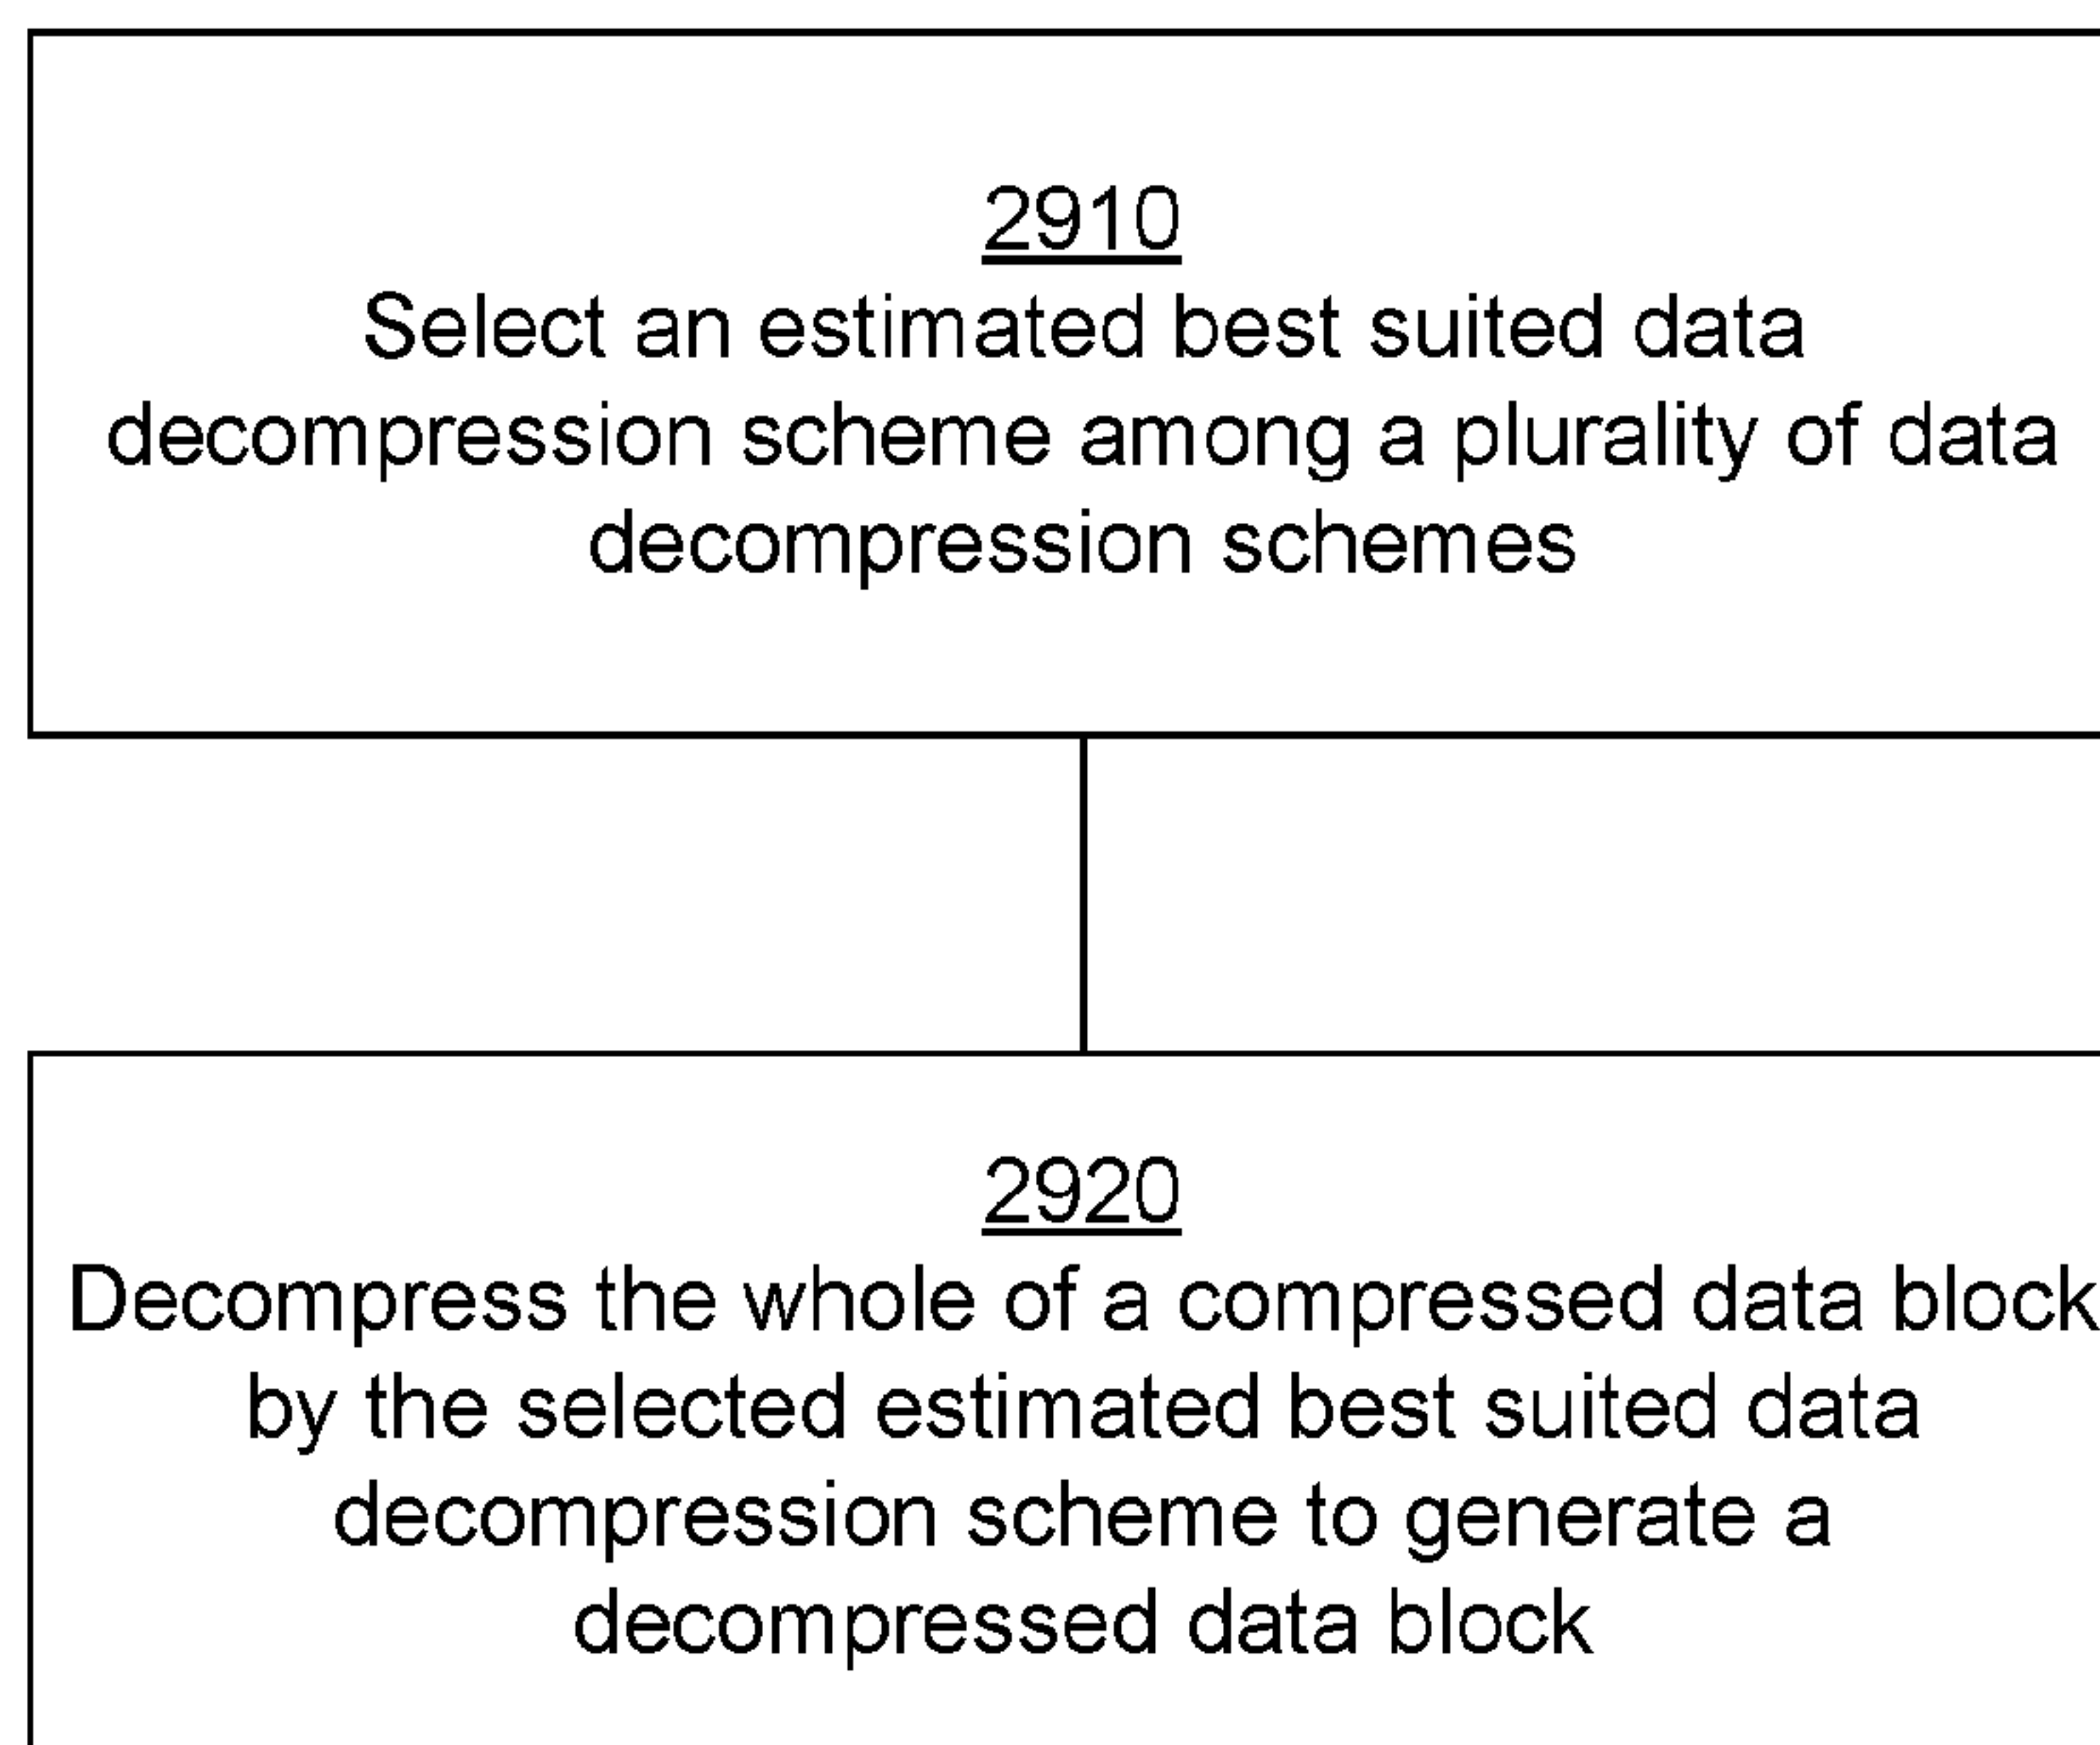 2910
Select an estimated best suited data
decompression scheme among a plurality of data
decompression schemes
2920
Decompress the whole of a compressed data block
by the selected estimated best suited data
decompression scheme to generate a
decompressed data block